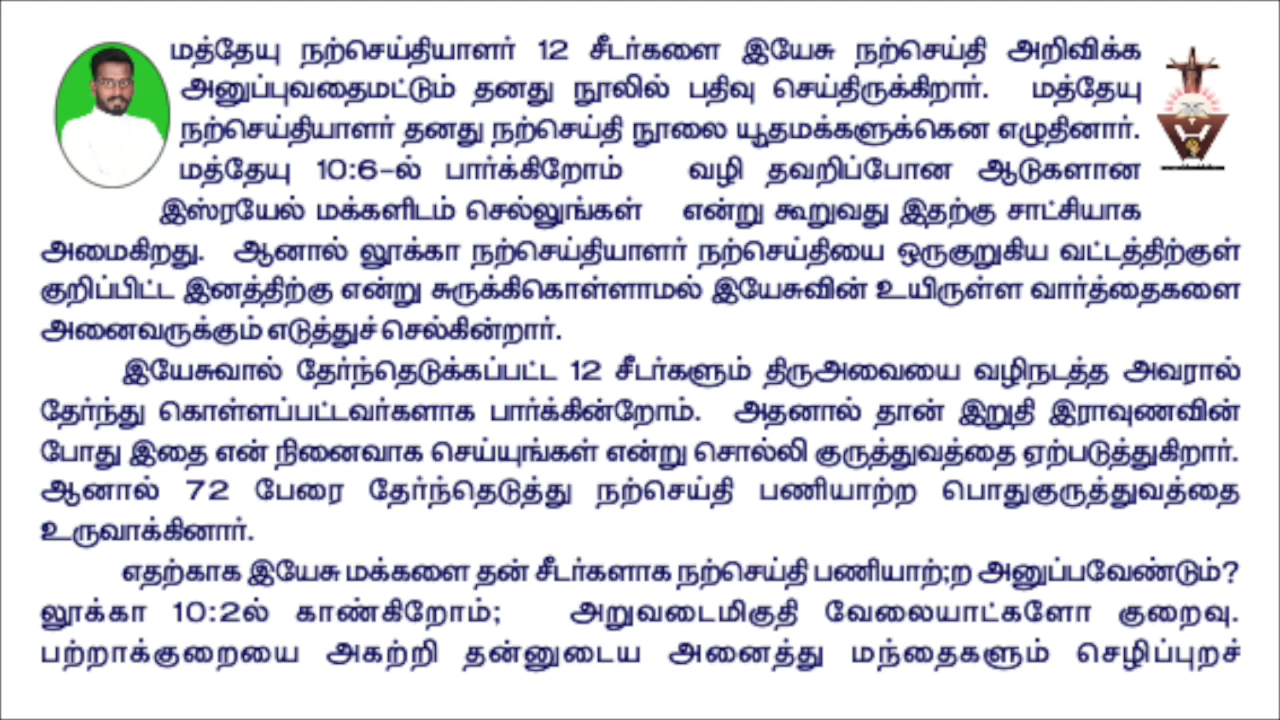 மத்தேயு நற்செய்தியாளர் 12 சீடர்களை இயேசு நற்செய்தி அறிவிக்க
அனுப்புவதைமட்டும் தனது நூலில் பதிவு செய்திருக்கிறார். மத்தேயு
நற்செய்தியாளர் தனது நற்செய்தி நூலை யூதமக்களுக்கென எழுதினார்.
மத்தேயு 10:6-ல் பார்க்கிறோம் வழி தவறிப்போன ஆடுகளான
இஸ்ரயேல் மக்களிடம் செல்லுங்கள் என்று கூறுவது இதற்கு சாட்சியாக
அமைகிறது. ஆனால் லூக்கா நற்செய்தியாளர் நற்செய்தியை ஒருகுறுகிய வட்டத்திற்குள்
குறிப்பிட்ட இனத்திற்கு என்று சுருக்கிகொள்ளாமல் இயேசுவின் உயிருள்ள வார்த்தைகளை
அனைவருக்கும் எடுத்துச் செல்கின்றார்.
இயேசுவால் தேர்ந்தெடுக்கப்பட்ட 12 சீடர்களும் திருஅவையை வழிநடத்த அவரால்
தேர்ந்து கொள்ளப்பட்டவர்களாக பார்க்கின்றோம். அதனால் தான் இறுதி இராவுணவின்
போது இதை என் நினைவாக செய்யுங்கள் என்று சொல்லி குருத்துவத்தை ஏற்படுத்துகிறார்.
ஆனால் 72 பேரை தேர்ந்தெடுத்து நற்செய்தி பணியாற்ற பொதுகுருத்துவத்தை
உருவாக்கினார்.
எதற்காக இயேசு மக்களை தன் சீடர்களாக நற்செய்தி பணியாற்;ற அனுப்பவேண்டும்?
லூக்கா 10:2ல் காண்கிறோம்; அறுவடைமிகுதி வேலையாட்களோ குறைவு.
பற்றாக்குறையை அகற்றி தன்னுடைய அனைத்து மந்தைகளும் செழிப்புறச்